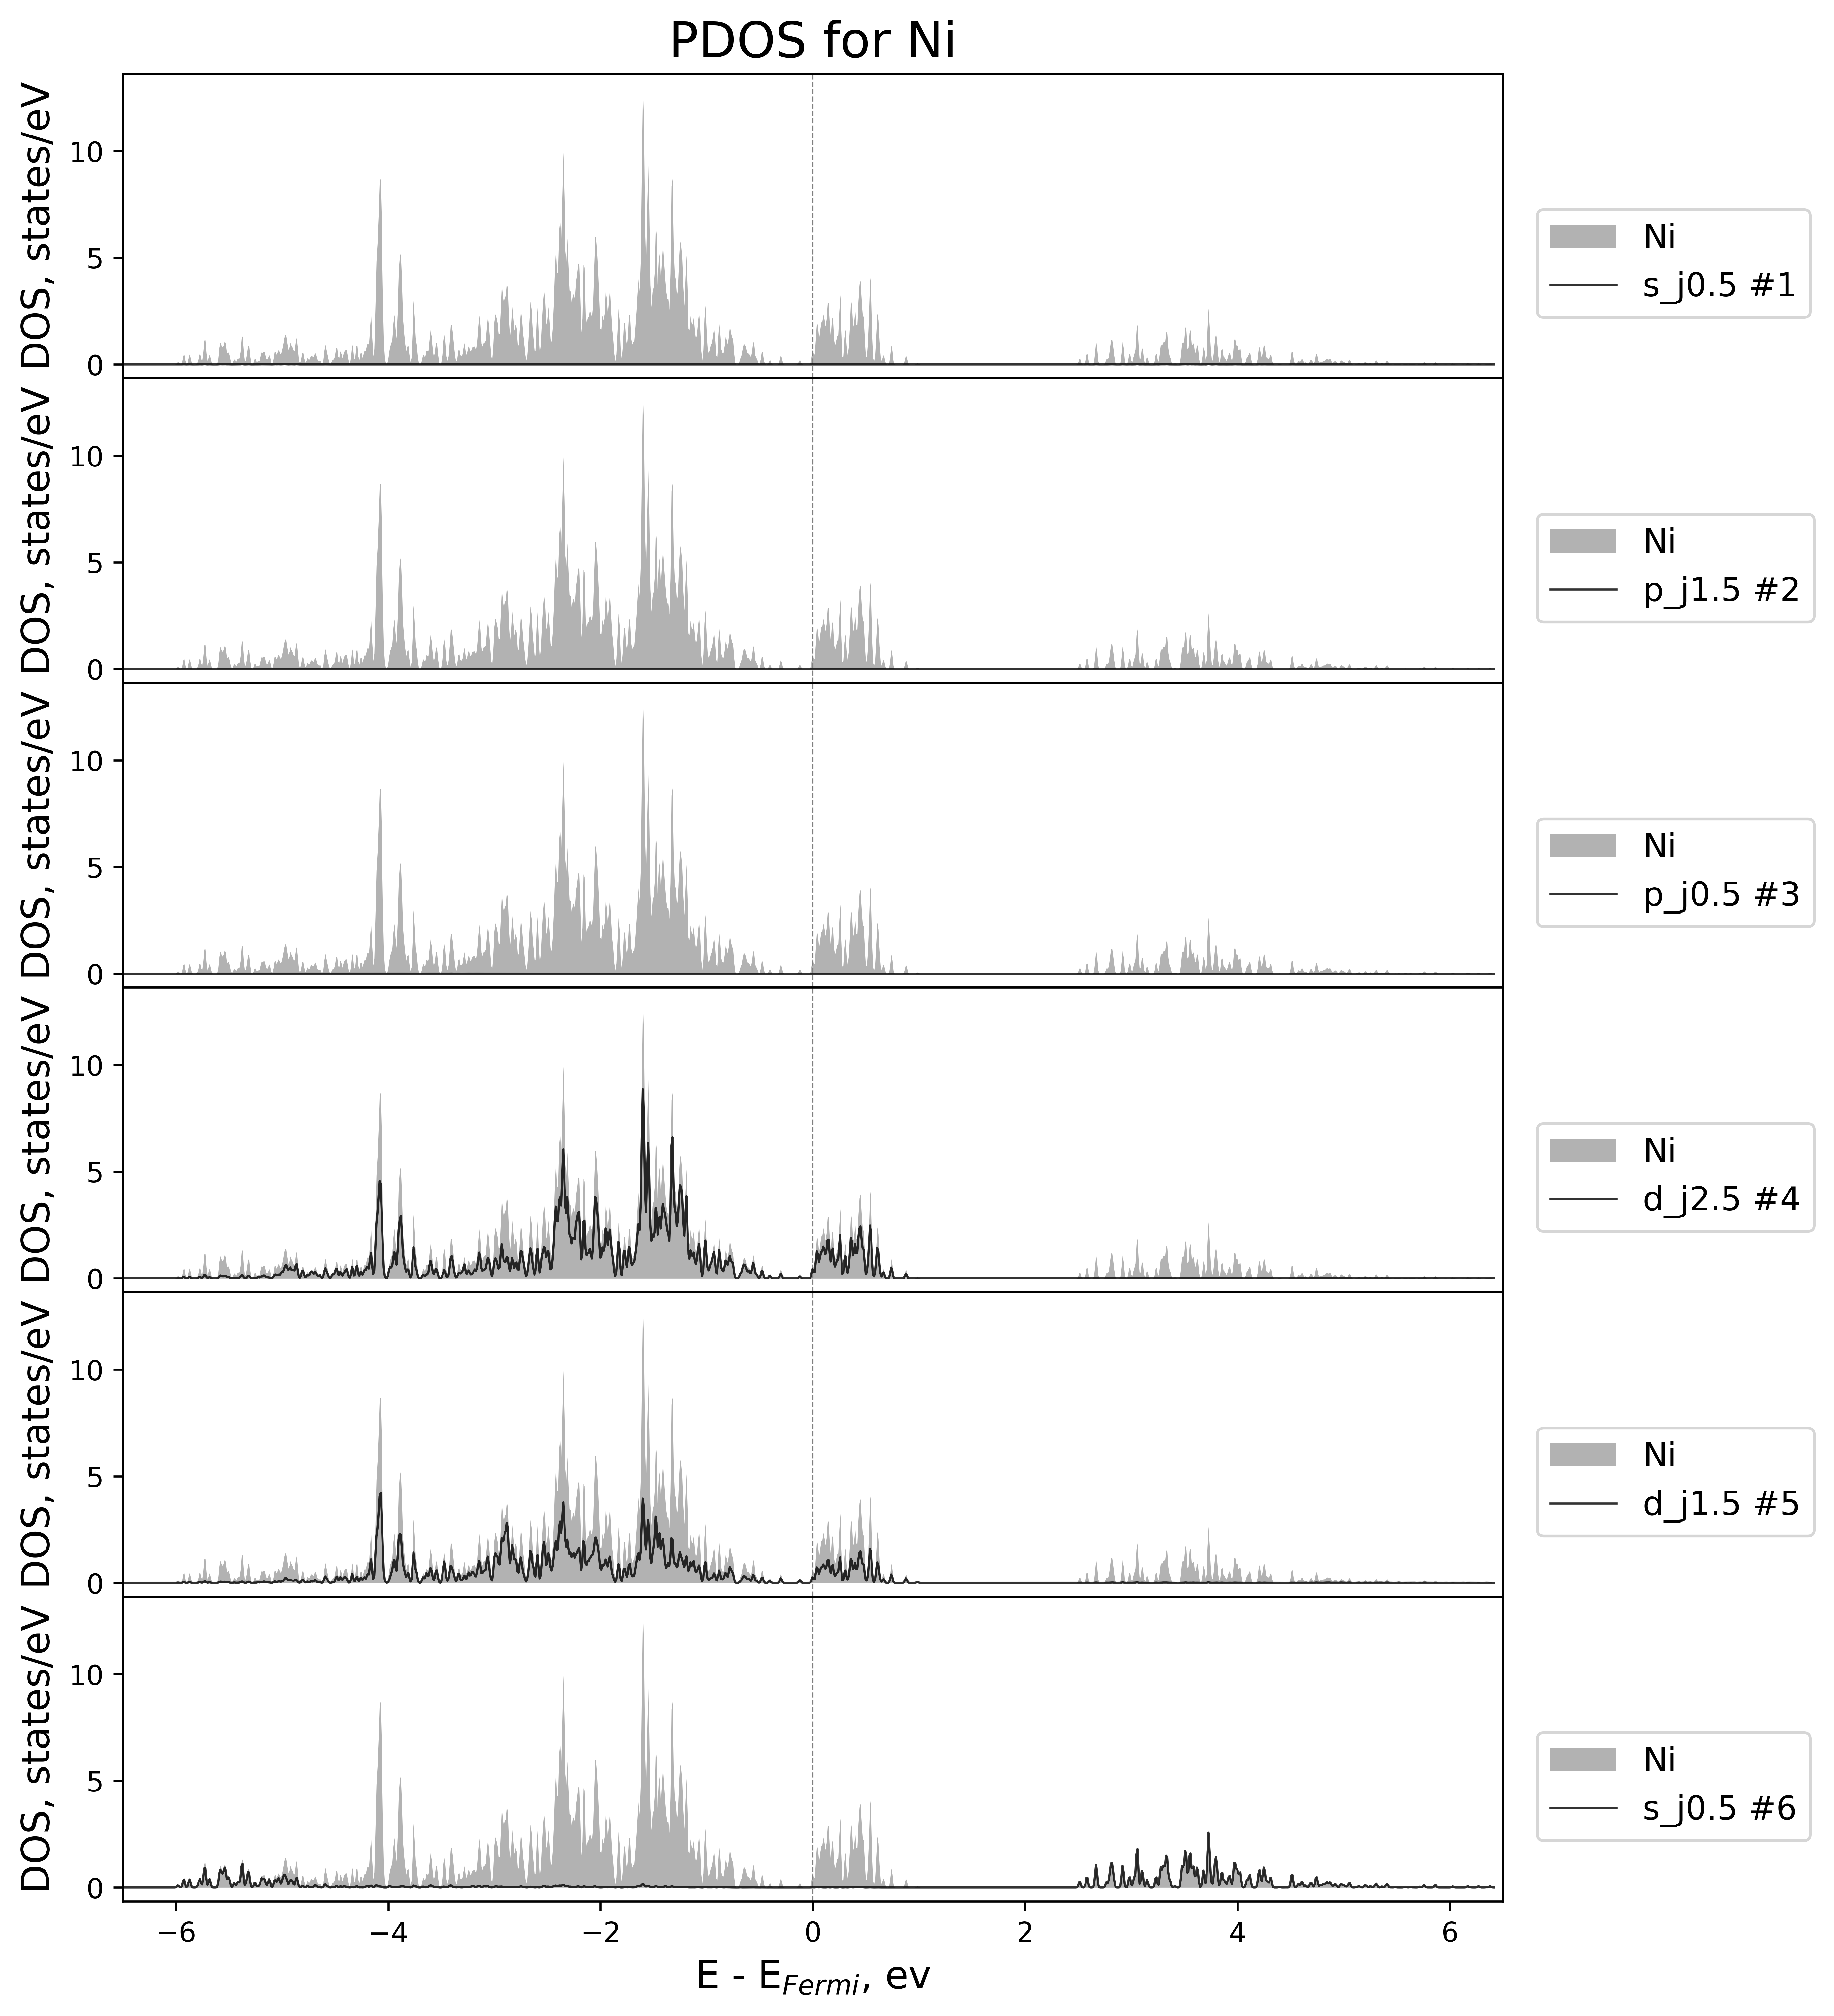 PDOS for Ni
DOS, states/eV
10
5
0
Ni
s_j0.5 #1
DOS, states/eV
10
5
0
Ni
p_j1.5 #2
DOS, states/eV
10
5
0
Ni
p_j0.5 #3
DOS, states/eV
10
5
0
Ni
d_j2.5 #4
DOS, states/eV
10
5
0
Ni
d_j1.5 #5
DOS, states/eV
10
5
0
Ni
s_j0.5 #6
−6 −4 −2 0 2 4 6
E - E_Fermi, ev